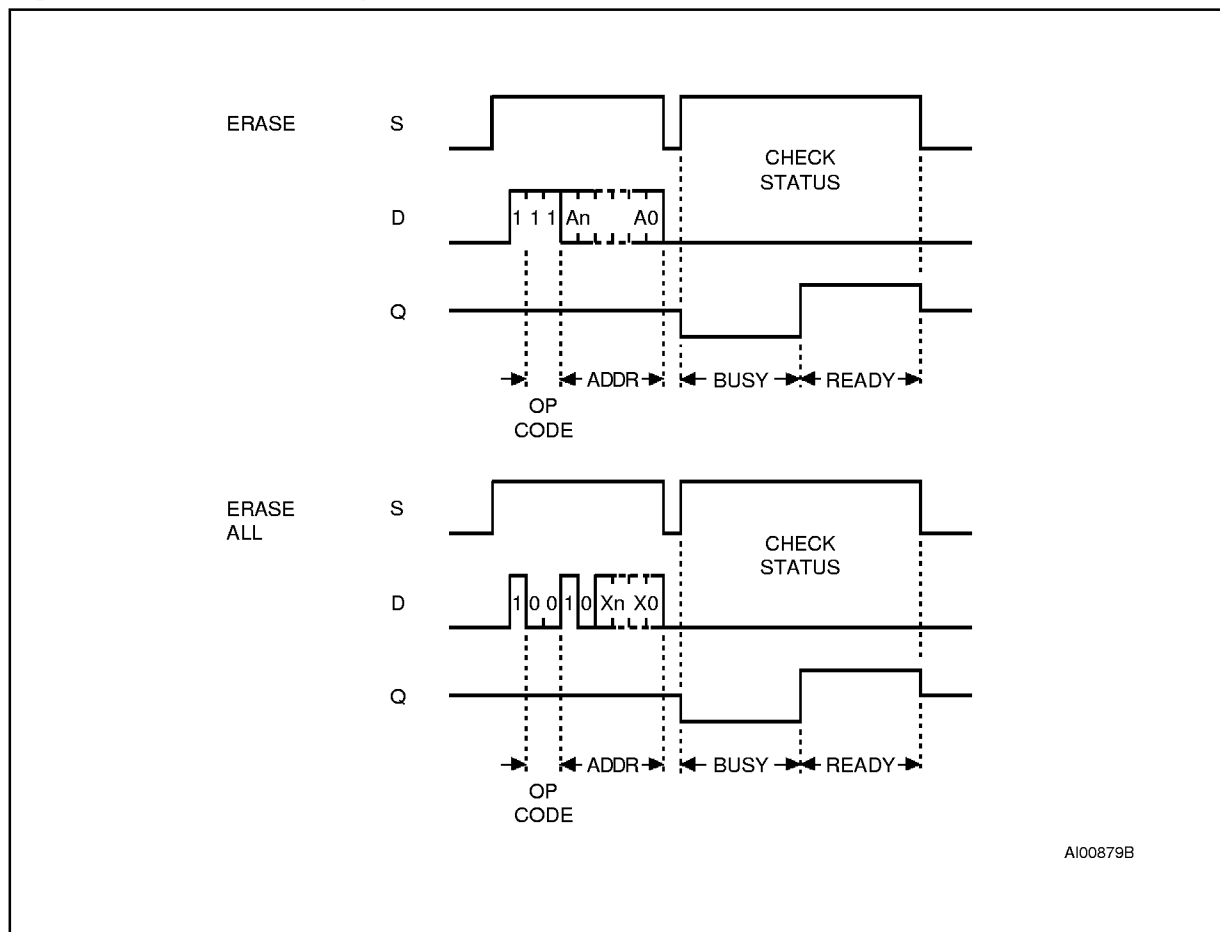 ERASE S
CHECK
STATUS
D 1 1 1 An A0
Q
ADDR BUSY READY
OP
CODE
ERASE
ALL
S
CHECK
STATUS
D 1 0 0 1 0 Xn X0
Q
ADDR BUSY READY
OP
CODE
AI00879B